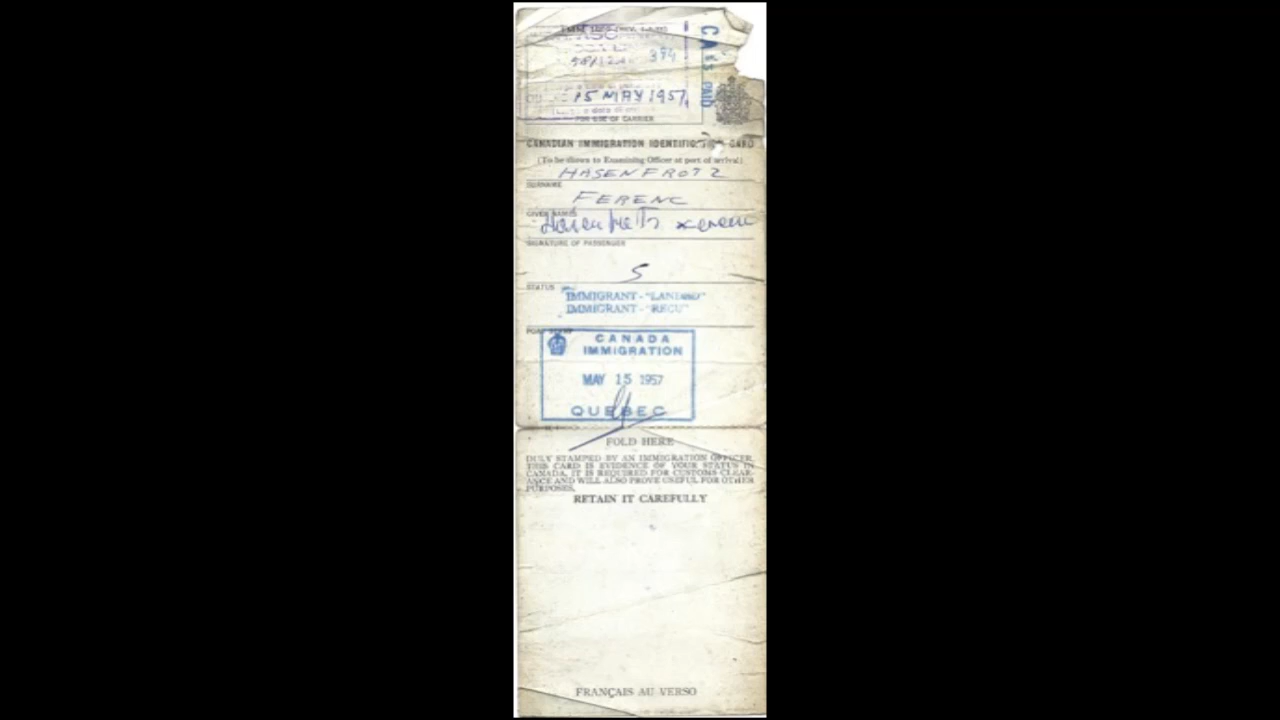 394
CA
PAID
15 MAY 1957
FOR USE OF CARRIER
CANADIAN IMMIGRATION CARD
(To be shown to Examining Officer at port of arrival)
HASENFROTZ
SURNAME
FERENC
GIVEN NAMES
SIGNATURE OF PASSENGER
5
STATUS
IMMIGRANT - "LANDED"
IMMIGRANT - "RECU"
CANADA
IMMIGRATION
MAY 15 1957
QUEBEC
FOLD HERE
DULY STAMPED BY AN IMMIGRATION OFFICER,
THIS CARD IS EVIDENCE OF YOUR STATUS IN
CANADA. IT IS REQUIRED FOR CUSTOMS CLEAR-
ANCE AND WILL ALSO PROVE USEFUL FOR OTHER
PURPOSES.
RETAIN IT CAREFULLY
FRANÇAIS AU VERSO